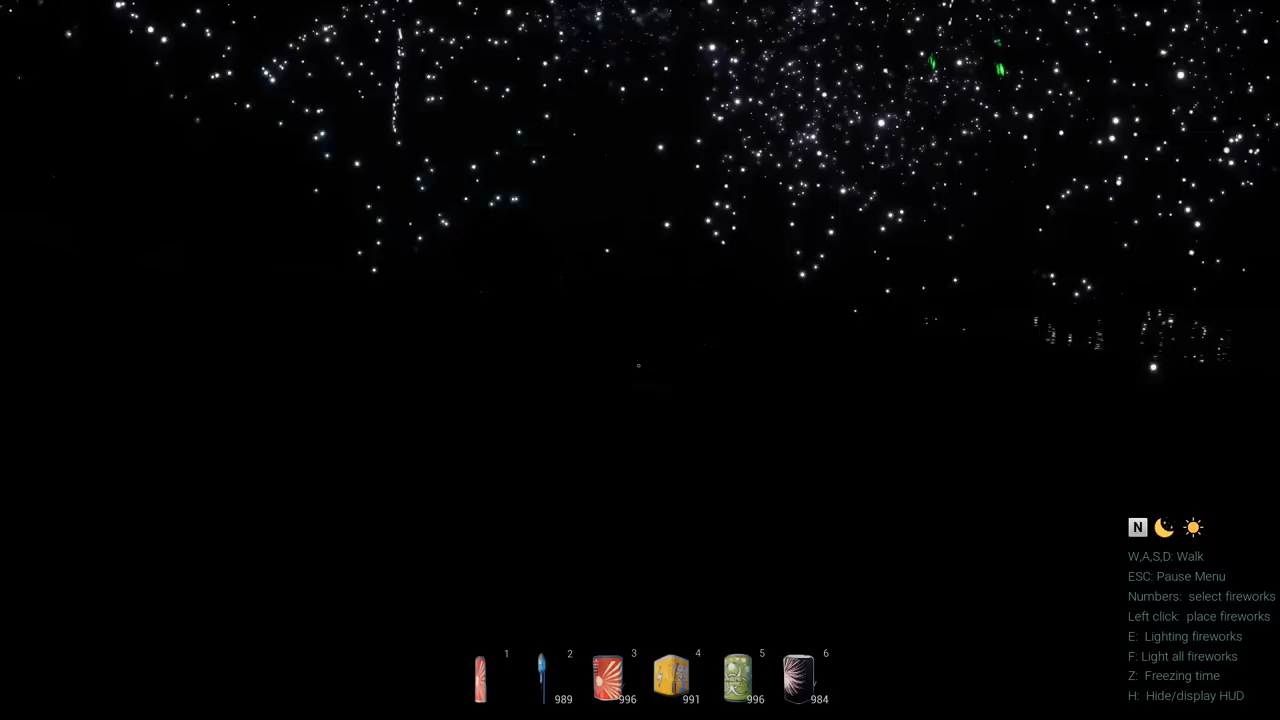 N
W,A,S,D: Walk
ESC: Pause Menu
Numbers: select fireworks
Left click: place fireworks
E: Lighting fireworks
F: Light all fireworks
Z: Freezing time
H: Hide/display HUD
1 2 3 4 5 6
989 996 991 996 984